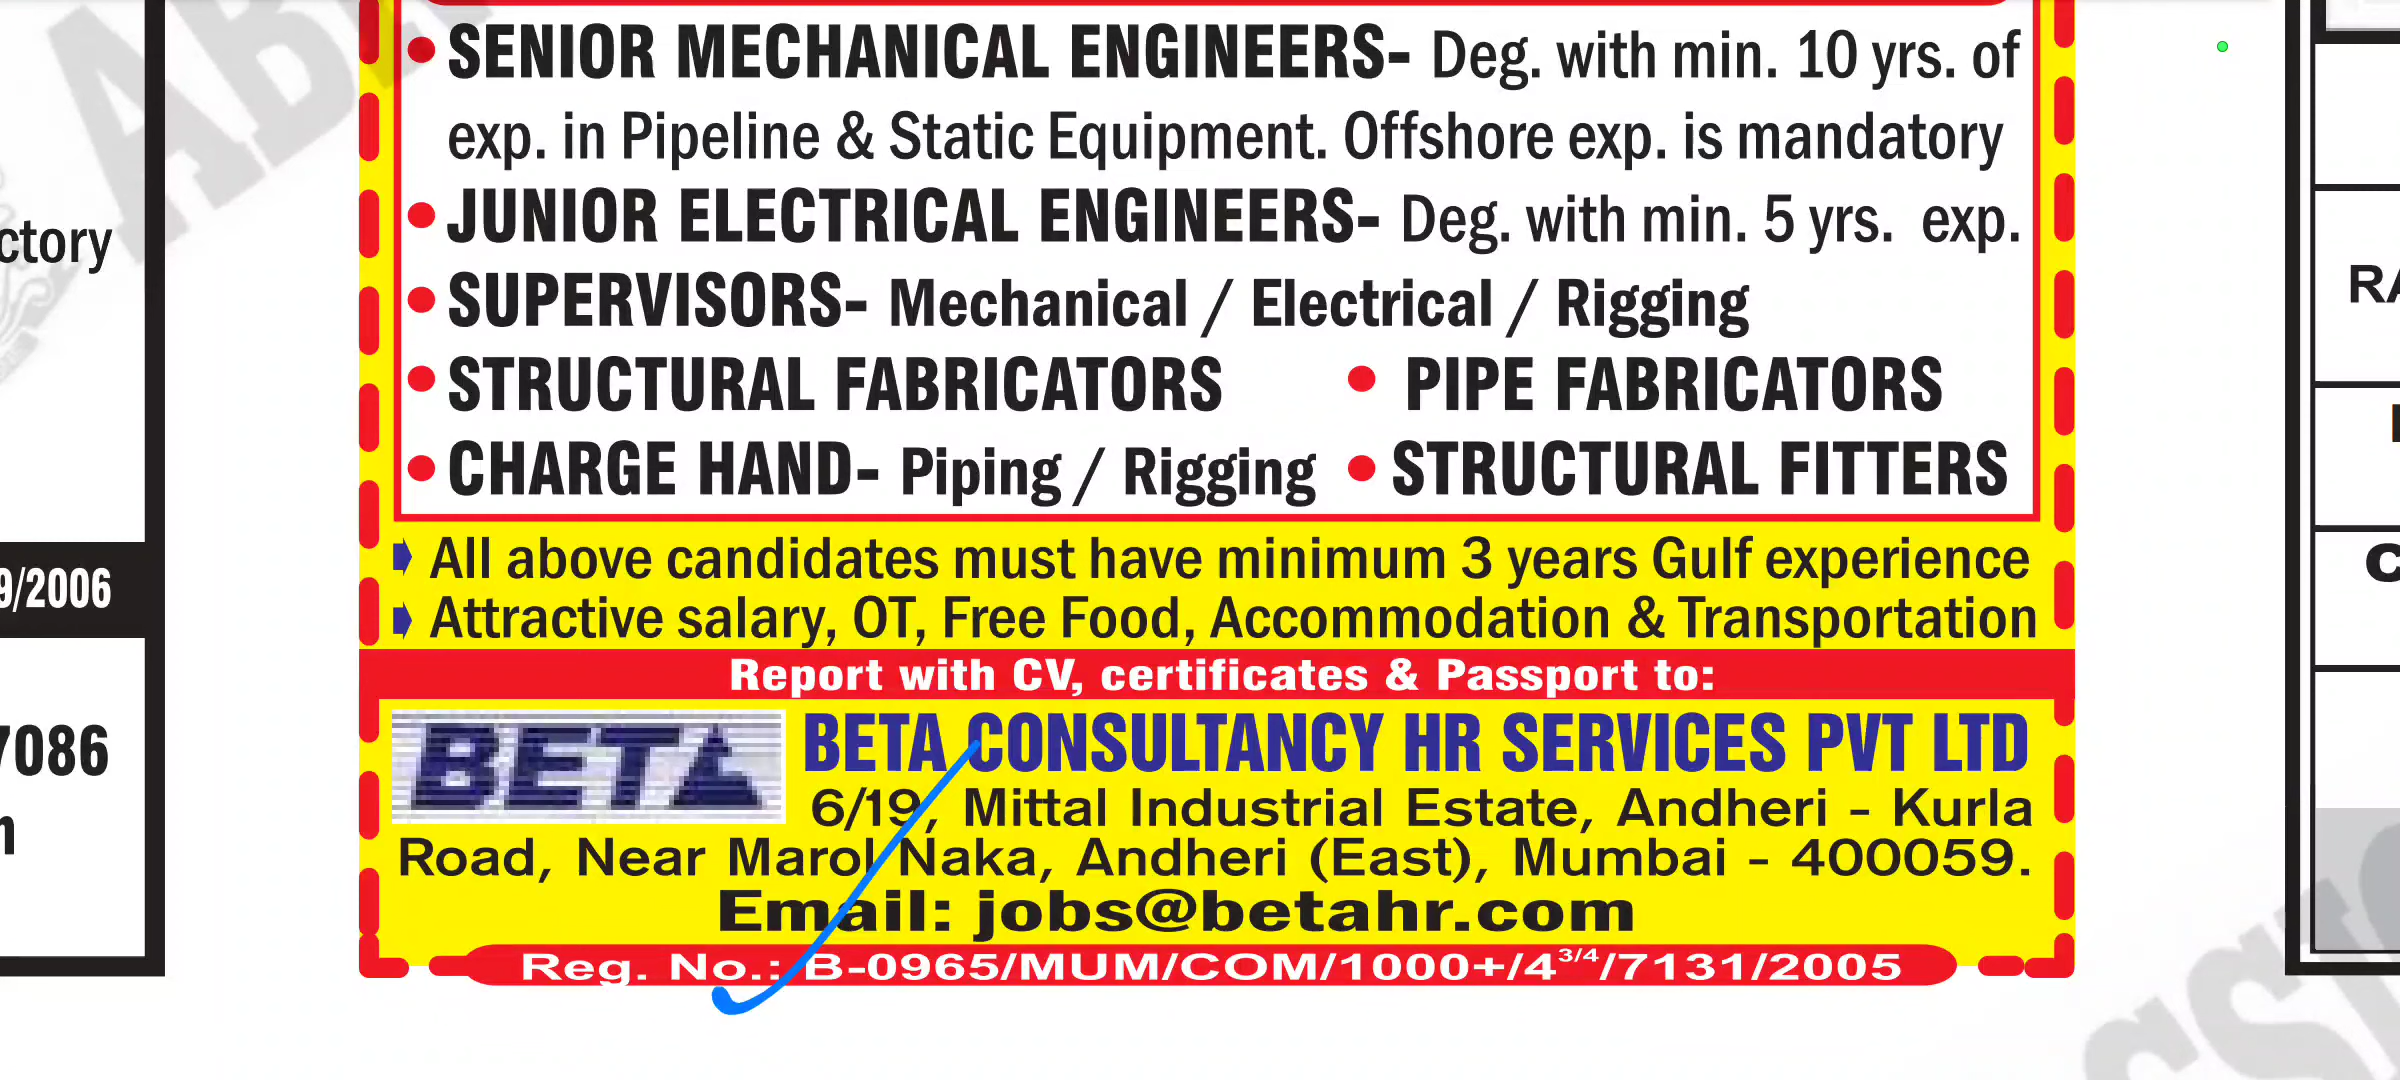 • SENIOR MECHANICAL ENGINEERS- Deg. with min. 10 yrs. of
exp. in Pipeline & Static Equipment. Offshore exp. is mandatory
• JUNIOR ELECTRICAL ENGINEERS- Deg. with min. 5 yrs. exp.
• SUPERVISORS- Mechanical / Electrical / Rigging
• STRUCTURAL FABRICATORS • PIPE FABRICATORS
• CHARGE HAND- Piping / Rigging • STRUCTURAL FITTERS
All above candidates must have minimum 3 years Gulf experience
Attractive salary, OT, Free Food, Accommodation & Transportation
Report with CV, certificates & Passport to:
BETA
BETA CONSULTANCY HR SERVICES PVT LTD
6/19, Mittal Industrial Estate, Andheri - Kurla
Road, Near Marol Naka, Andheri (East), Mumbai - 400059.
Email: jobs@betahr.com
Reg. No.: B-0965/MUM/COM/1000+/4³/⁴/7131/2005
9/2006
7086